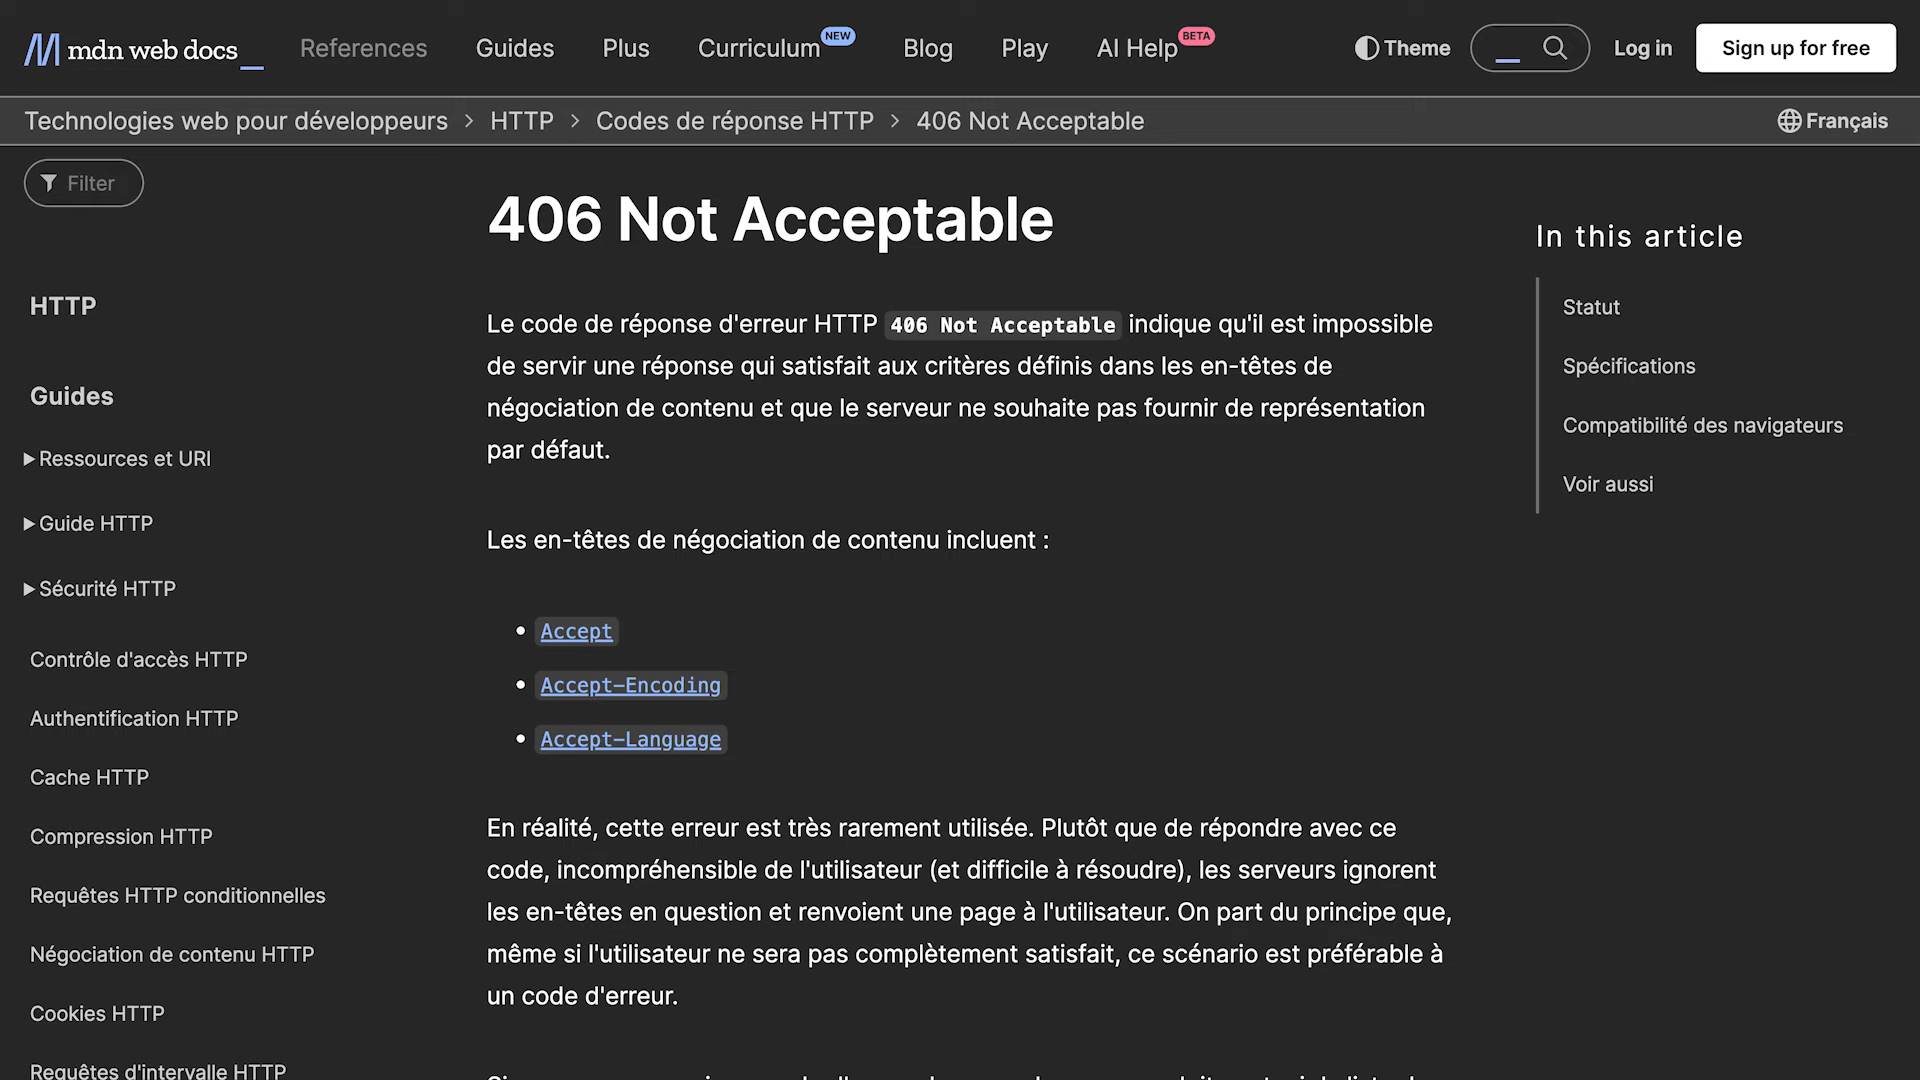 mdn web docs
References
Guides
Plus
Curriculum NEW
Blog
Play
AI Help BETA
Theme
Log in
Sign up for free
Technologies web pour développeurs > HTTP > Codes de réponse HTTP > 406 Not Acceptable
Français
Filter
HTTP
Guides
Ressources et URI
Guide HTTP
Sécurité HTTP
Contrôle d'accès HTTP
Authentification HTTP
Cache HTTP
Compression HTTP
Requêtes HTTP conditionnelles
Négociation de contenu HTTP
Cookies HTTP
Requêtes d'intervalle HTTP
406 Not Acceptable
Le code de réponse d'erreur HTTP 406 Not Acceptable indique qu'il est impossible
de servir une réponse qui satisfait aux critères définis dans les en-têtes de
négociation de contenu et que le serveur ne souhaite pas fournir de représentation
par défaut.
Les en-têtes de négociation de contenu incluent :
• Accept
• Accept-Encoding
• Accept-Language
En réalité, cette erreur est très rarement utilisée. Plutôt que de répondre avec ce
code, incompréhensible de l'utilisateur (et difficile à résoudre), les serveurs ignorent
les en-têtes en question et renvoient une page à l'utilisateur. On part du principe que,
même si l'utilisateur ne sera pas complètement satisfait, ce scénario est préférable à
un code d'erreur.
In this article
Statut
Spécifications
Compatibilité des navigateurs
Voir aussi